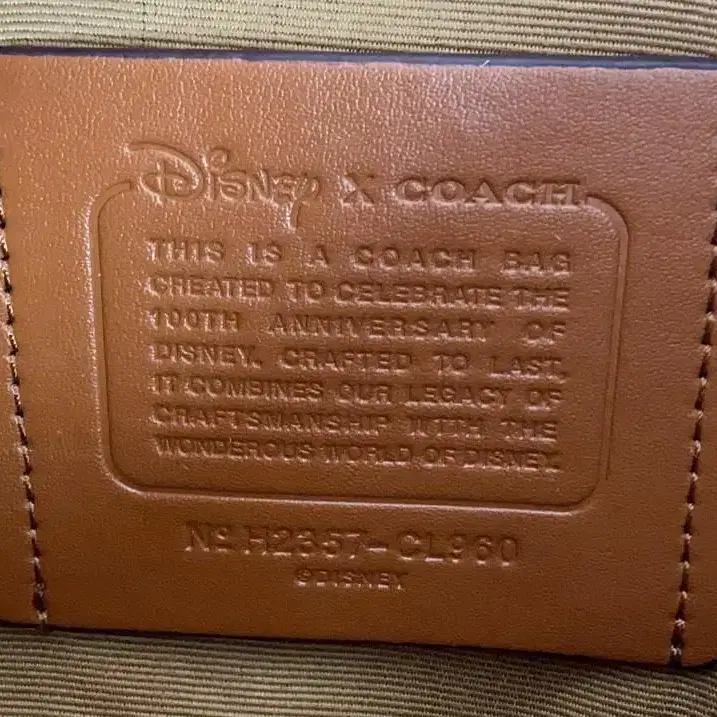 DISNEY X COACH
THIS IS A COACH BAG
CREATED TO CELEBRATE THE
100TH ANNIVERSARY OF
DISNEY. CRAFTED TO LAST,
IT COMBINES OUR LEGACY OF
CRAFTSMANSHIP WITH THE
WONDEROUS WORLD OF DISNEY.
Nº H2357-CL960
©DISNEY